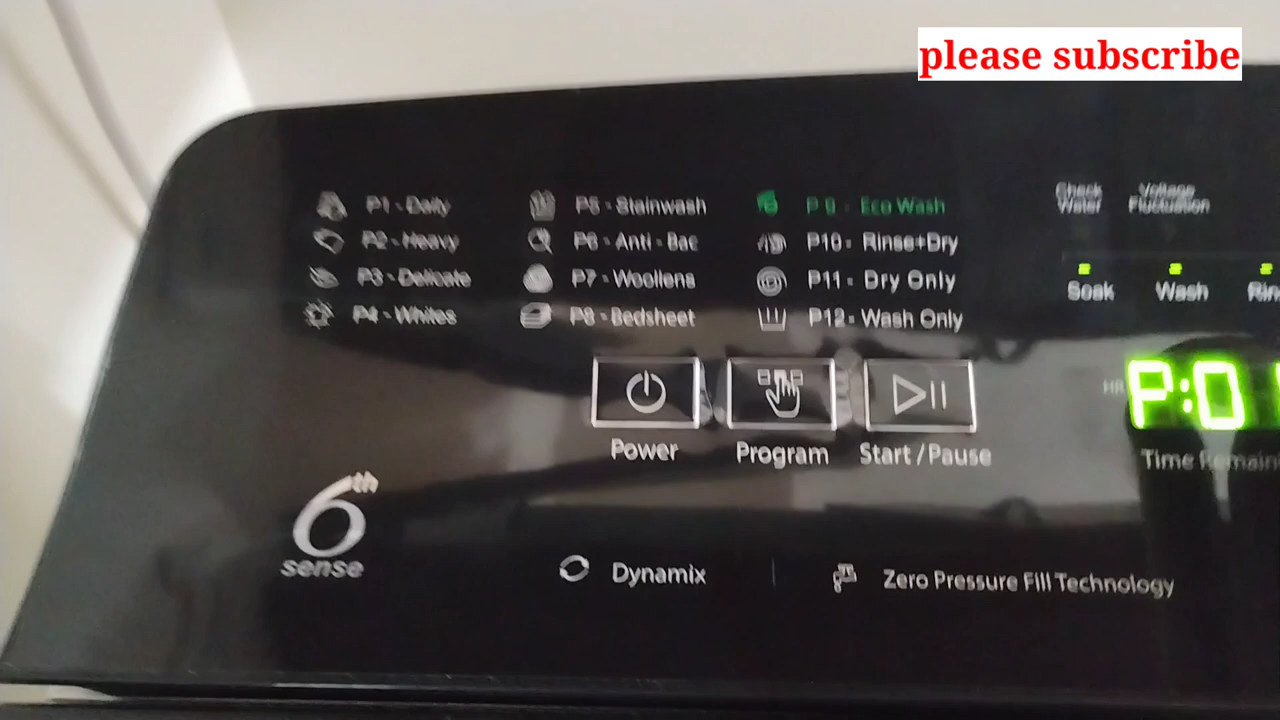 please subscribe
P1 - Daily
P2 - Heavy
P3 - Delicate
P4 - Whites
P5 - Stainwash
P6 - Anti - Bac
P7 - Woollens
P8 - Bedsheet
P 9 - Eco Wash
P10 - Rinse+Dry
P11 - Dry Only
P12 - Wash Only
Check
Water
Voltage
Fluctuation
Soak
Wash
Rin
HR
P:0
Time Remain
Power
Program
Start / Pause
6th
sense
Dynamix
Zero Pressure Fill Technology